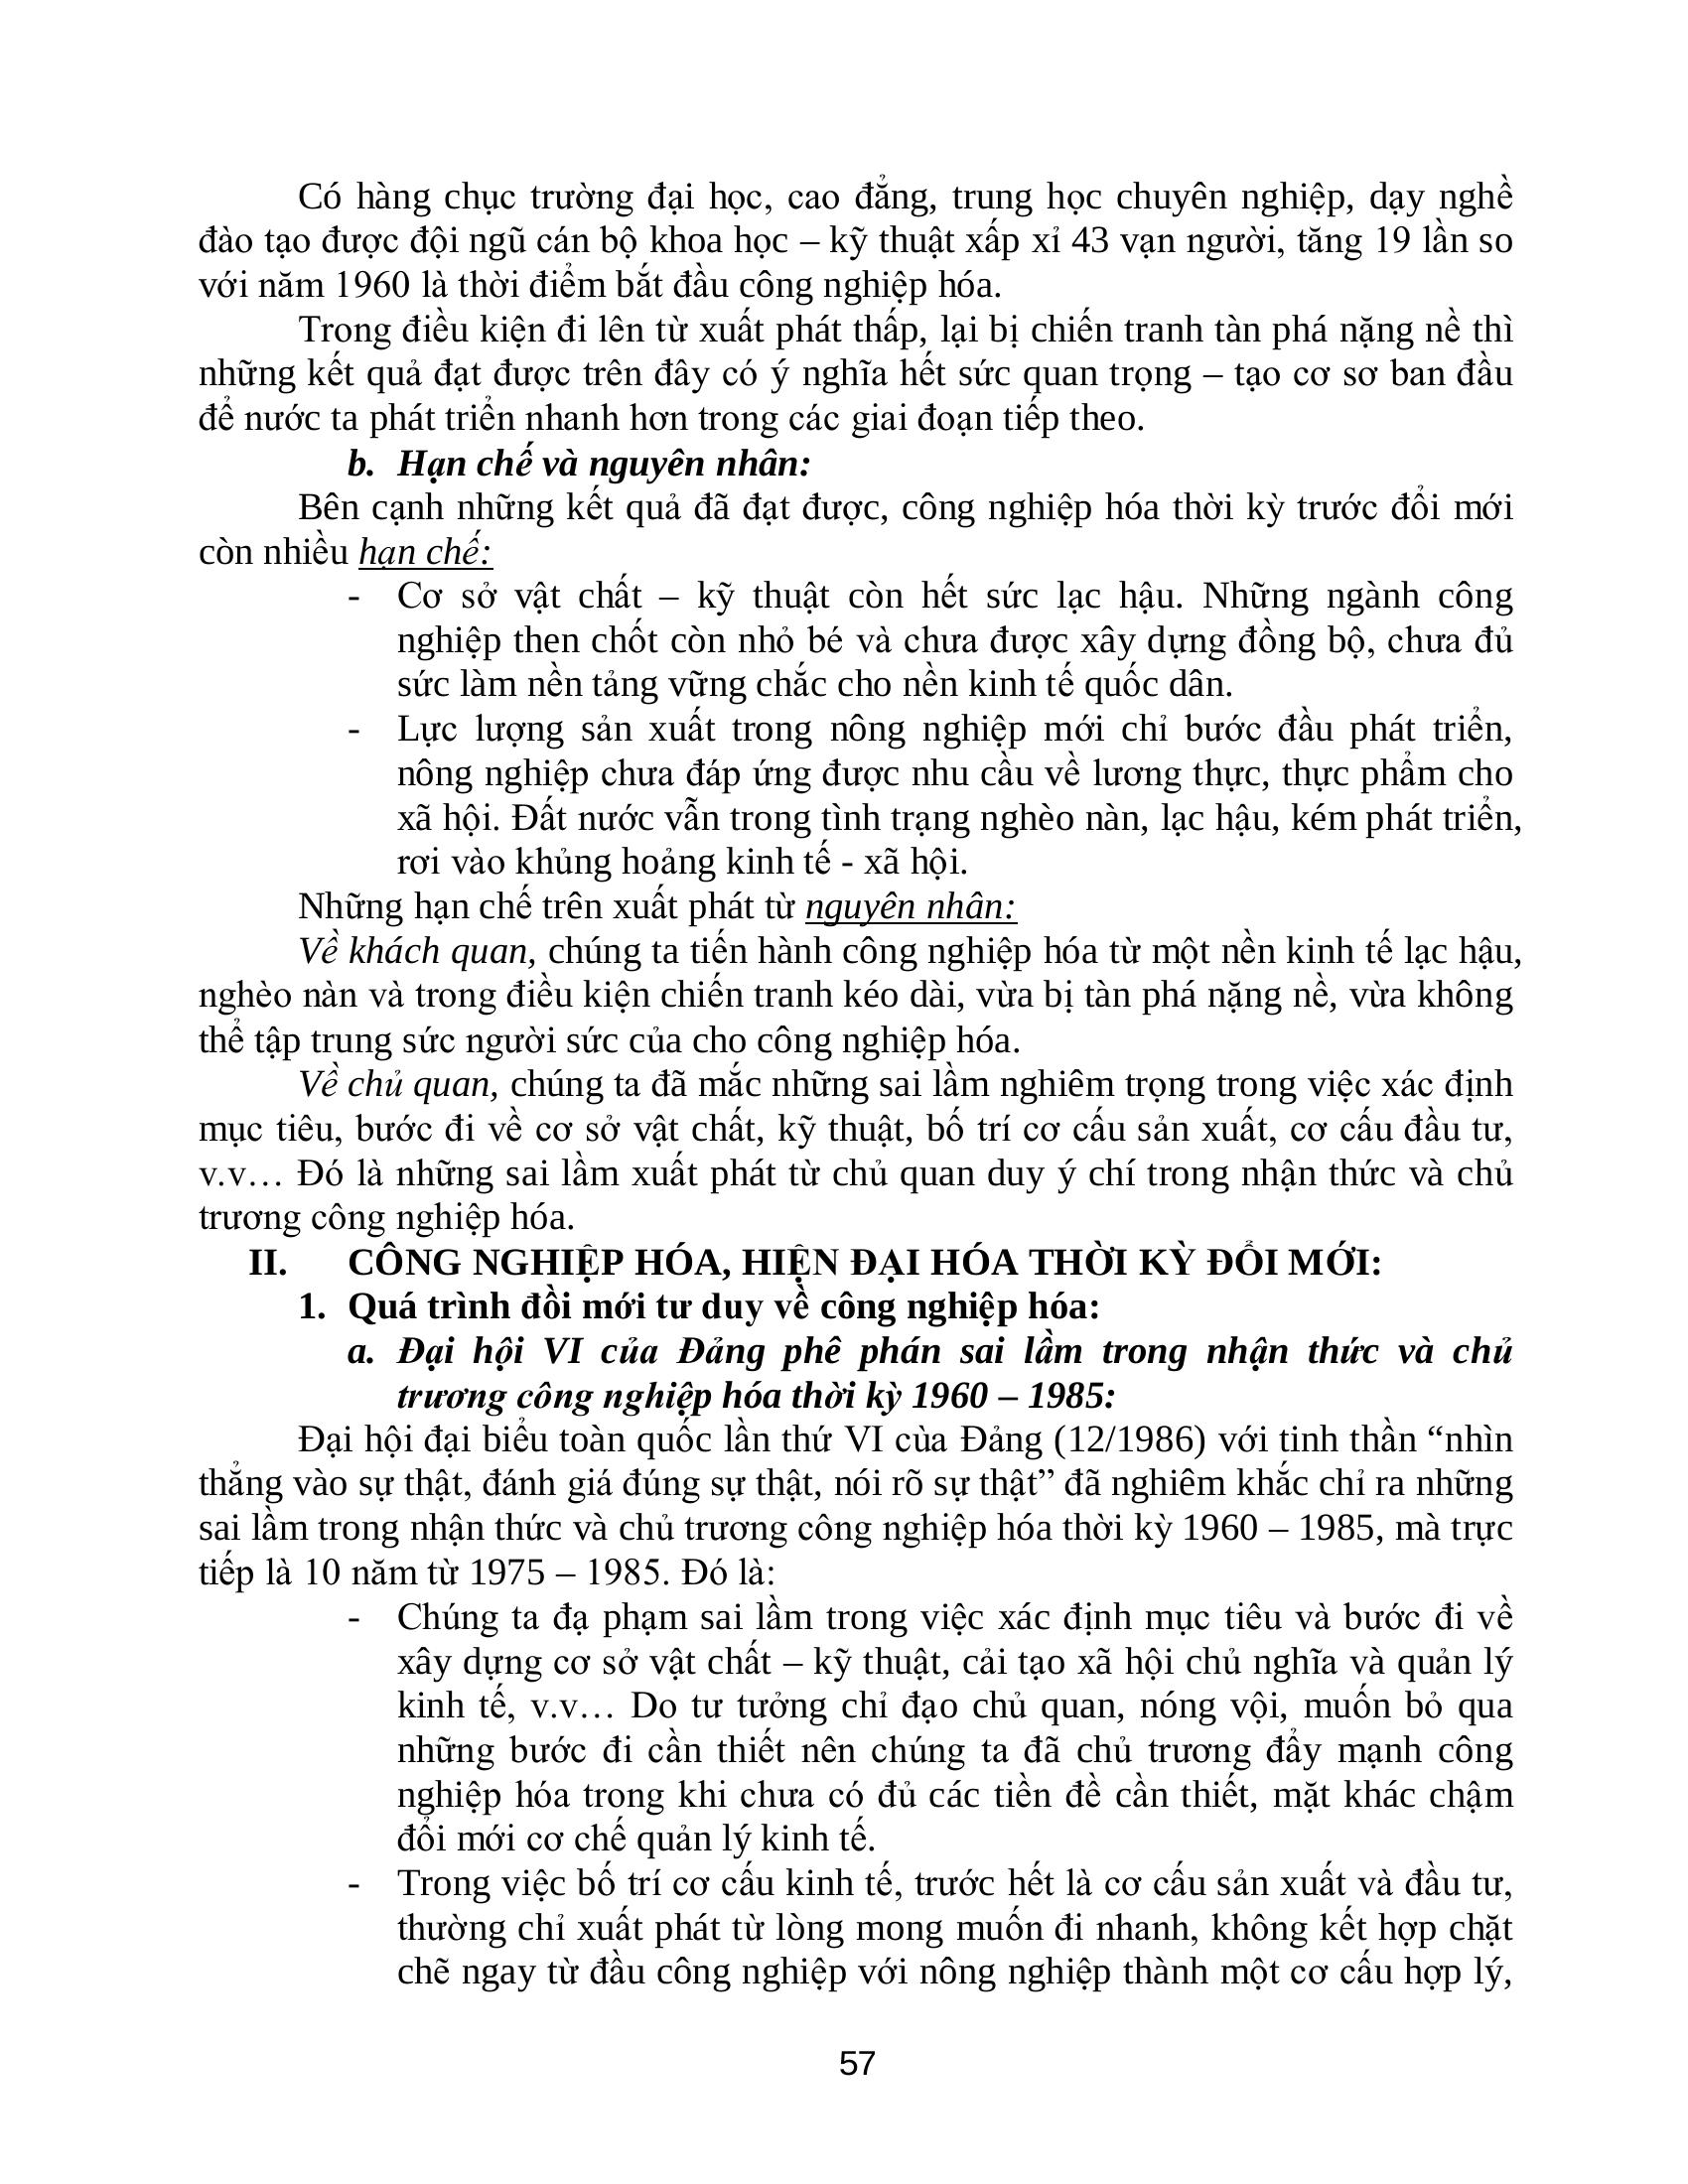 Có hàng chục trường đại học, cao đẳng, trung học chuyên nghiệp, dạy nghề
đào tạo được đội ngũ cán bộ khoa học – kỹ thuật xấp xỉ 43 vạn người, tăng 19 lần so
với năm 1960 là thời điểm bắt đầu công nghiệp hóa.
Trong điều kiện đi lên từ xuất phát thấp, lại bị chiến tranh tàn phá nặng nề thì
những kết quả đạt được trên đây có ý nghĩa hết sức quan trọng – tạo cơ sơ ban đầu
để nước ta phát triển nhanh hơn trong các giai đoạn tiếp theo.
b. Hạn chế và nguyên nhân:
Bên cạnh những kết quả đã đạt được, công nghiệp hóa thời kỳ trước đổi mới
còn nhiều hạn chế:
- Cơ sở vật chất – kỹ thuật còn hết sức lạc hậu. Những ngành công
nghiệp then chốt còn nhỏ bé và chưa được xây dựng đồng bộ, chưa đủ
sức làm nền tảng vững chắc cho nền kinh tế quốc dân.
- Lực lượng sản xuất trong nông nghiệp mới chỉ bước đầu phát triển,
nông nghiệp chưa đáp ứng được nhu cầu về lương thực, thực phẩm cho
xã hội. Đất nước vẫn trong tình trạng nghèo nàn, lạc hậu, kém phát triển,
rơi vào khủng hoảng kinh tế - xã hội.
Những hạn chế trên xuất phát từ nguyên nhân:
Về khách quan, chúng ta tiến hành công nghiệp hóa từ một nền kinh tế lạc hậu,
nghèo nàn và trong điều kiện chiến tranh kéo dài, vừa bị tàn phá nặng nề, vừa không
thể tập trung sức người sức của cho công nghiệp hóa.
Về chủ quan, chúng ta đã mắc những sai lầm nghiêm trọng trong việc xác định
mục tiêu, bước đi về cơ sở vật chất, kỹ thuật, bố trí cơ cấu sản xuất, cơ cấu đầu tư,
v.v… Đó là những sai lầm xuất phát từ chủ quan duy ý chí trong nhận thức và chủ
trương công nghiệp hóa.
II. CÔNG NGHIỆP HÓA, HIỆN ĐẠI HÓA THỜI KỲ ĐỔI MỚI:
1. Quá trình đồi mới tư duy về công nghiệp hóa:
a. Đại hội VI của Đảng phê phán sai lầm trong nhận thức và chủ
trương công nghiệp hóa thời kỳ 1960 – 1985:
Đại hội đại biểu toàn quốc lần thứ VI cùa Đảng (12/1986) với tinh thần “nhìn
thẳng vào sự thật, đánh giá đúng sự thật, nói rõ sự thật” đã nghiêm khắc chỉ ra những
sai lầm trong nhận thức và chủ trương công nghiệp hóa thời kỳ 1960 – 1985, mà trực
tiếp là 10 năm từ 1975 – 1985. Đó là:
- Chúng ta đạ phạm sai lầm trong việc xác định mục tiêu và bước đi về
xây dựng cơ sở vật chất – kỹ thuật, cải tạo xã hội chủ nghĩa và quản lý
kinh tế, v.v… Do tư tưởng chỉ đạo chủ quan, nóng vội, muốn bỏ qua
những bước đi cần thiết nên chúng ta đã chủ trương đẩy mạnh công
nghiệp hóa trong khi chưa có đủ các tiền đề cần thiết, mặt khác chậm
đổi mới cơ chế quản lý kinh tế.
- Trong việc bố trí cơ cấu kinh tế, trước hết là cơ cấu sản xuất và đầu tư,
thường chỉ xuất phát từ lòng mong muốn đi nhanh, không kết hợp chặt
chẽ ngay từ đầu công nghiệp với nông nghiệp thành một cơ cấu hợp lý,
57